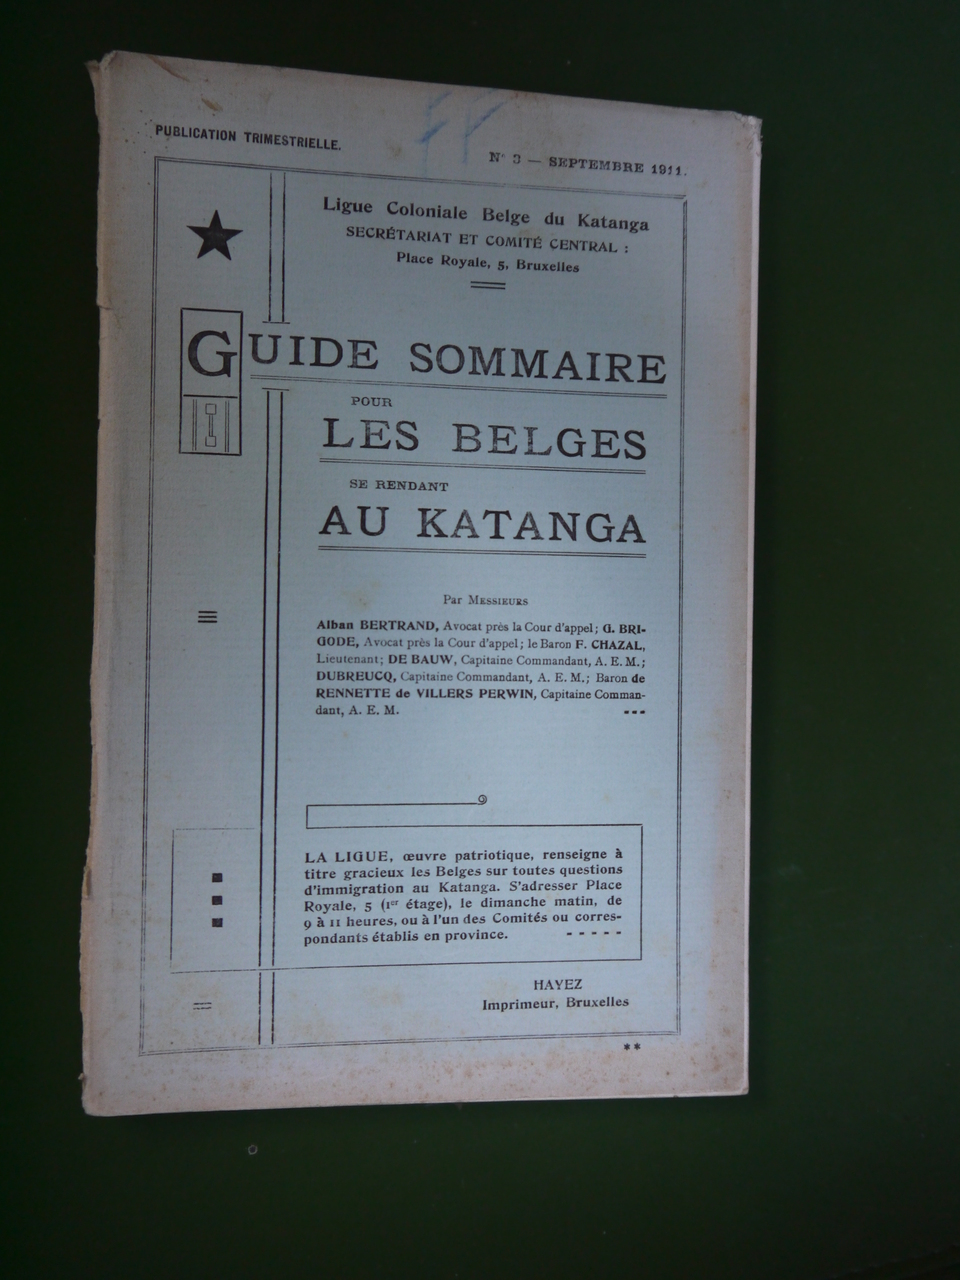 FF
PUBLICATION TRIMESTRIELLE.
N° 3 — SEPTEMBRE 1911.
Ligue Coloniale Belge du Katanga
SECRÉTARIAT ET COMITÉ CENTRAL :
Place Royale, 5, Bruxelles
GUIDE SOMMAIRE
POUR
LES BELGES
SE RENDANT
AU KATANGA
Par MESSIEURS
Alban BERTRAND, Avocat près la Cour d'appel; G. BRI-
GODE, Avocat près la Cour d'appel; le Baron F. CHAZAL,
Lieutenant; DE BAUW, Capitaine Commandant, A. E. M.;
DUBREUCQ, Capitaine Commandant, A. E. M.; Baron de
RENNETTE de VILLERS PERWIN, Capitaine Comman-
dant, A. E. M.
LA LIGUE, œuvre patriotique, renseigne à
titre gracieux les Belges sur toutes questions
d'immigration au Katanga. S'adresser Place
Royale, 5 (1er étage), le dimanche matin, de
9 à 11 heures, ou à l'un des Comités ou corres-
pondants établis en province. - - - - -
HAYEZ
Imprimeur, Bruxelles
**